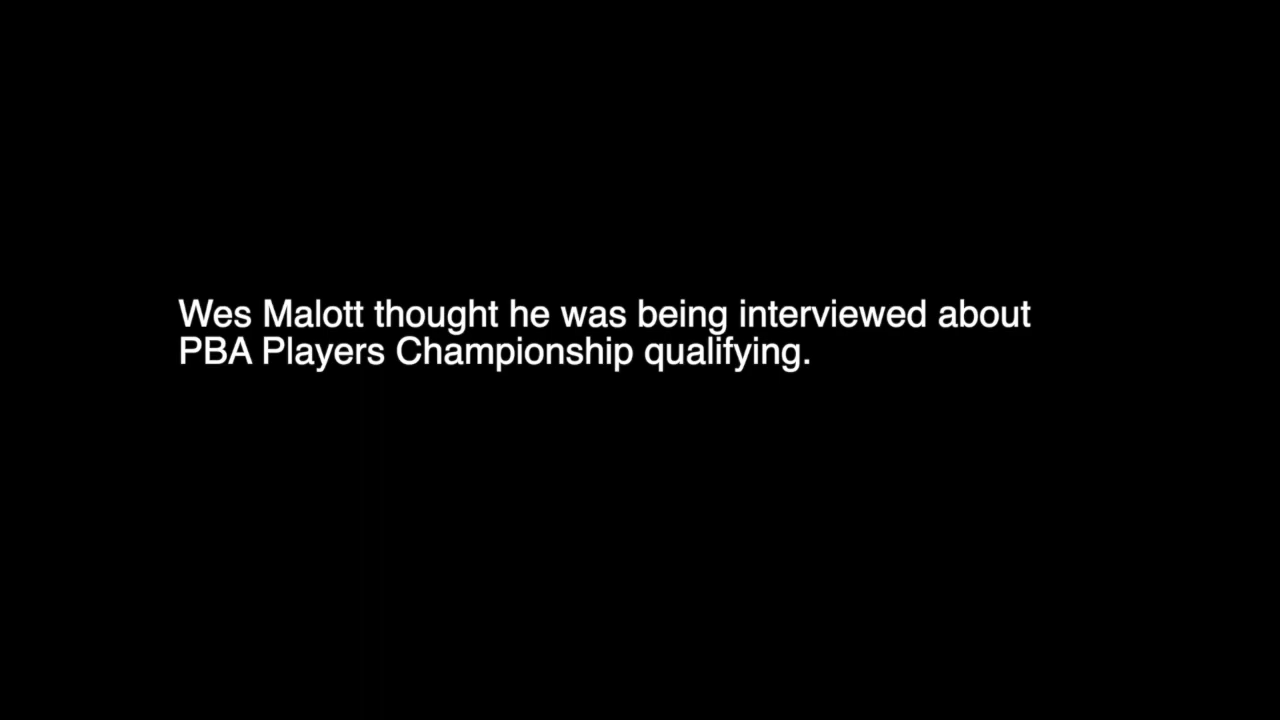 Wes Malott thought he was being interviewed about
PBA Players Championship qualifying.